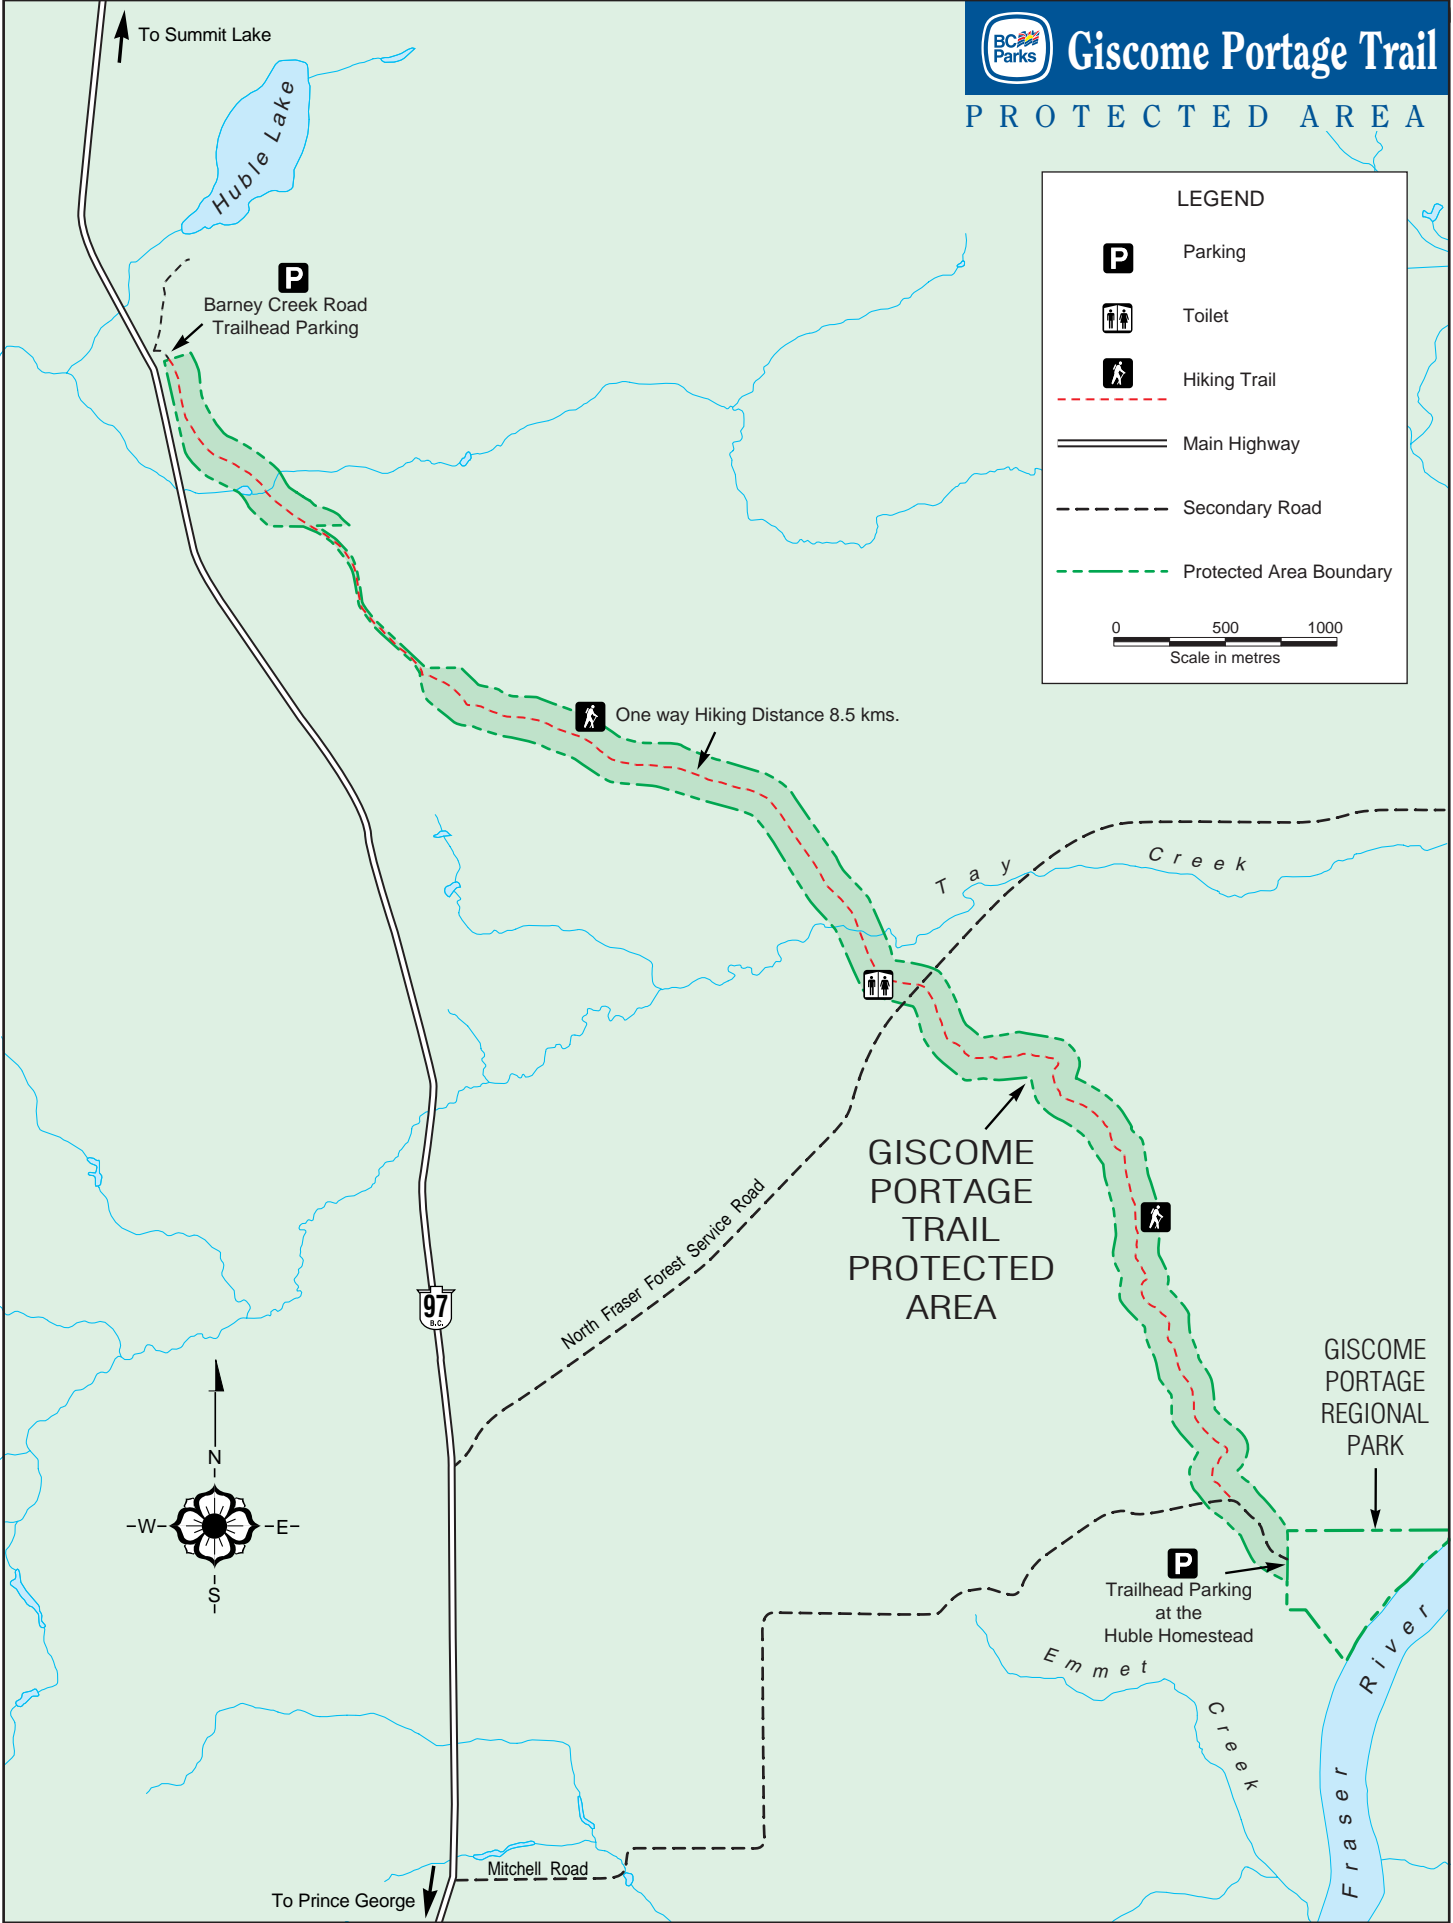 To Summit Lake
BC
Parks
Giscome Portage Trail
PROTECTED AREA
Huble Lake
LEGEND
P
Parking
Toilet
Hiking Trail
Main Highway
Secondary Road
Protected Area Boundary
0 500 1000
Scale in metres
P
Barney Creek Road
Trailhead Parking
One way Hiking Distance 8.5 kms.
Tay Creek
GISCOME
PORTAGE
TRAIL
PROTECTED
AREA
North Fraser Forest Service Road
97
B.C.
GISCOME
PORTAGE
REGIONAL
PARK
N
W E
S
P
Trailhead Parking
at the
Huble Homestead
Emmet Creek
Fraser River
Mitchell Road
To Prince George